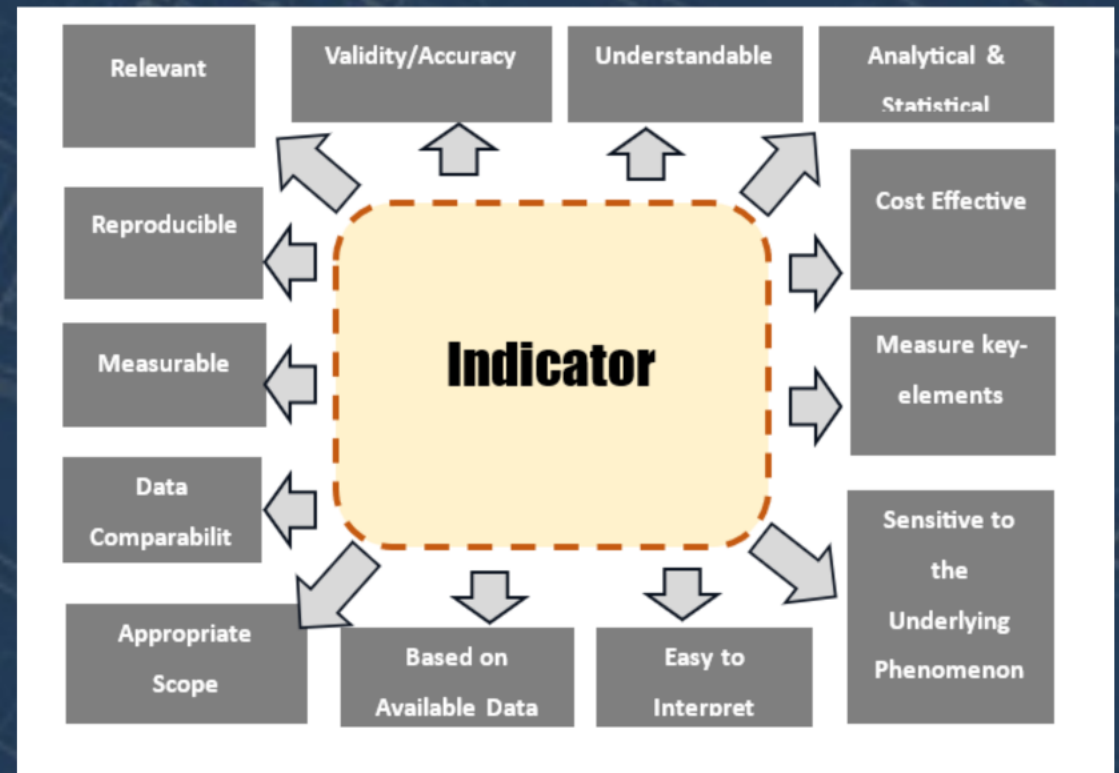 Relevant
Validity/Accuracy
Understandable
Analytical &
Statistical
Reproducible
Cost Effective
Measurable
Indicator
Measure key-
elements
Data
Comparabilit
Sensitive to
the
Underlying
Phenomenon
Appropriate
Scope
Based on
Available Data
Easy to
Interpret